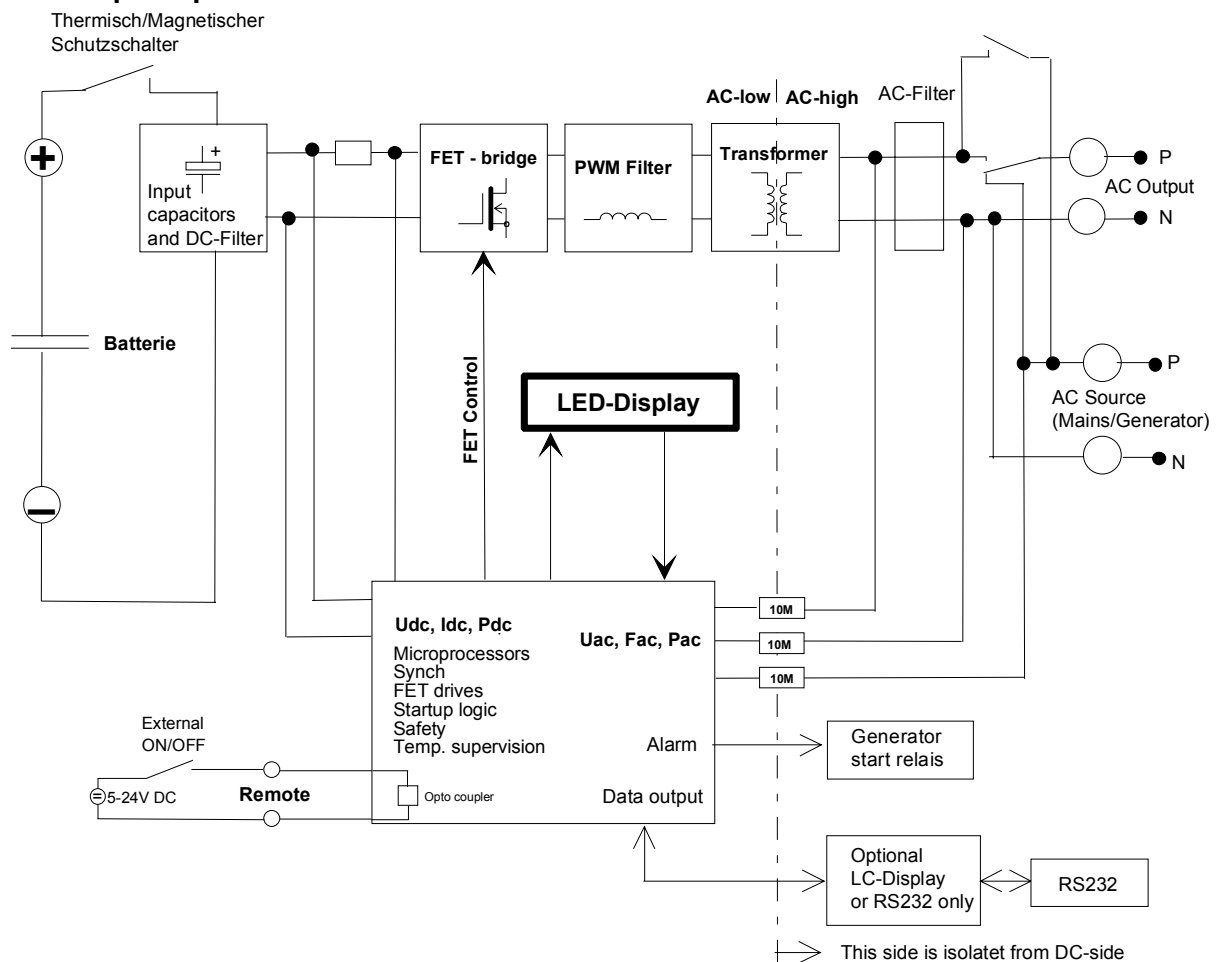 Thermisch/Magnetischer
Schutzschalter
AC-low
AC-high
AC-Filter
+
Input
capacitors
and DC-Filter
FET - bridge
PWM Filter
Transformer
P
AC Output
N
Batterie
FET Control
LED-Display
P
AC Source
(Mains/Generator)
N
Udc, Idc, Pdc
Microprocessors
Synch
FET drives
Startup logic
Safety
Temp. supervision
Uac, Fac, Pac
10M
10M
10M
Alarm
Generator
start relais
External
ON/OFF
5-24V DC
Remote
Opto coupler
Data output
Optional
LC-Display
or RS232 only
RS232
This side is isolatet from DC-side